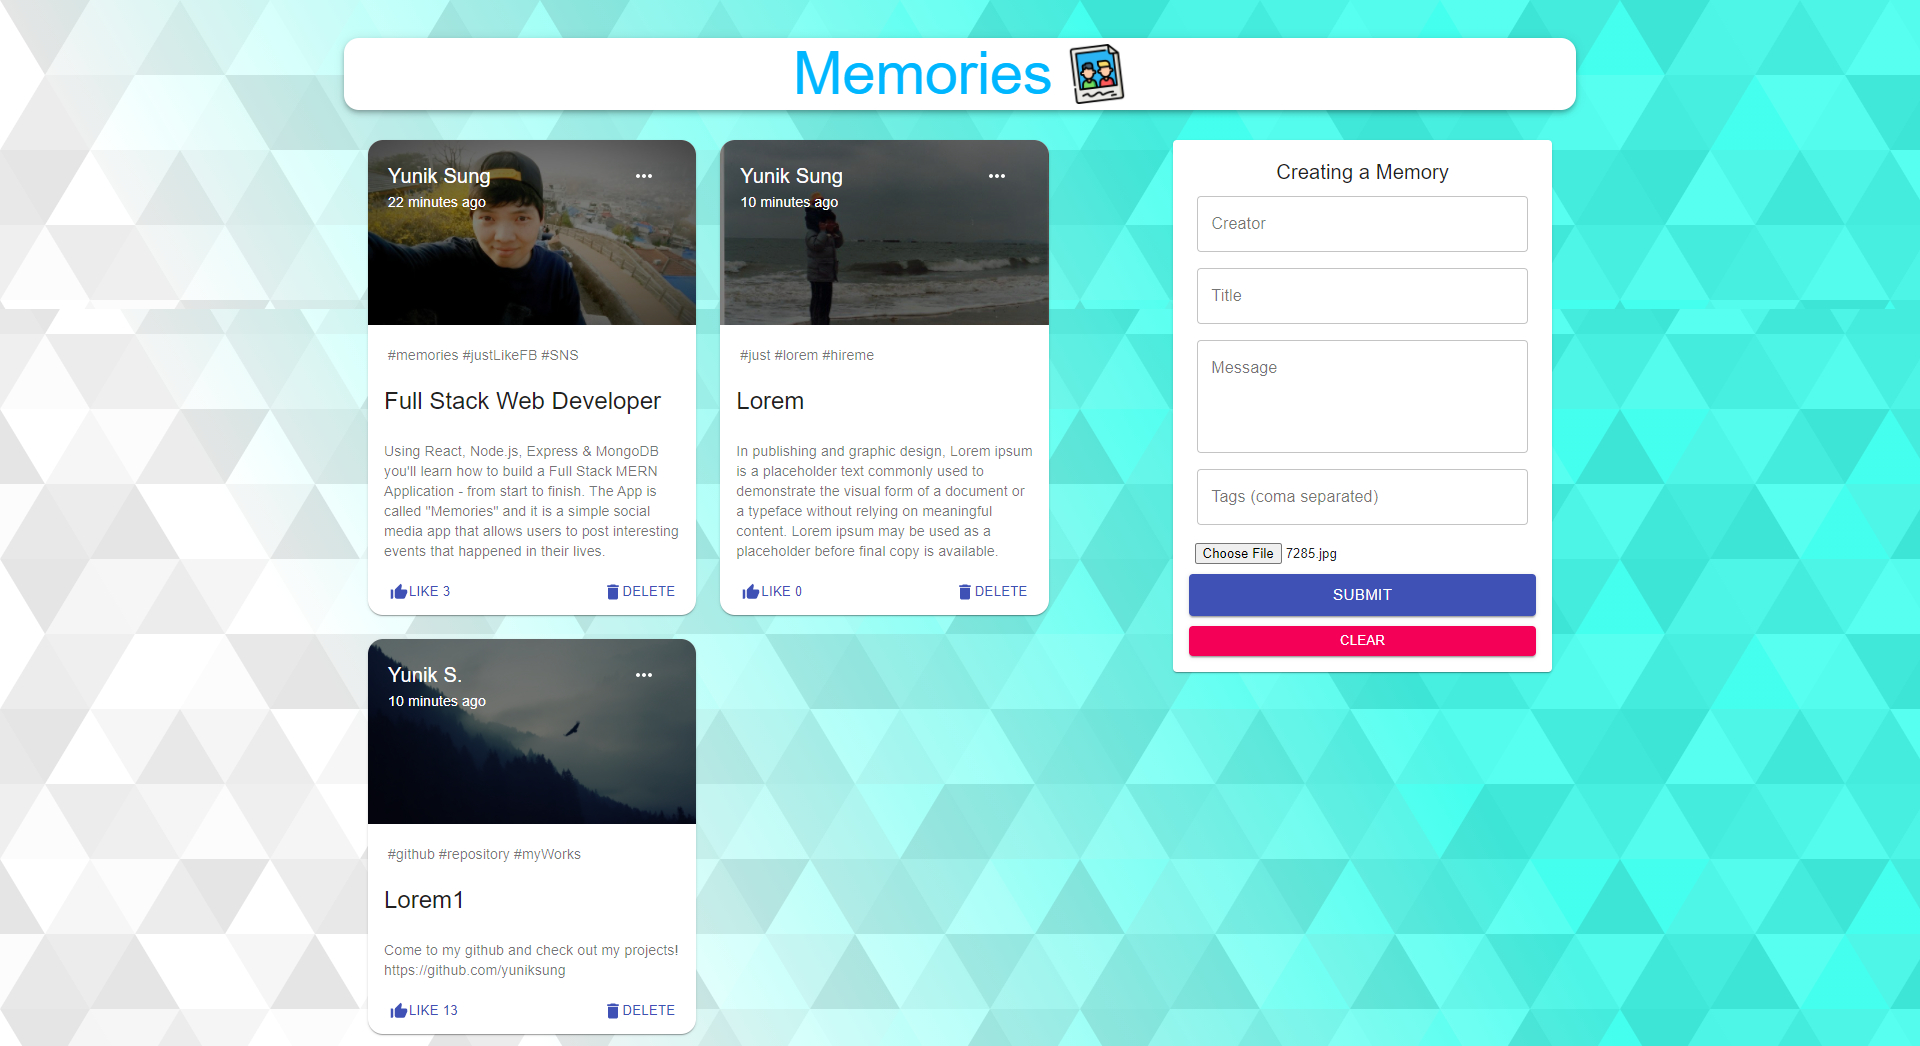 Memories
Yunik Sung
22 minutes ago
#memories #justLikeFB #SNS
Full Stack Web Developer
Using React, Node.js, Express & MongoDB
you'll learn how to build a Full Stack MERN
Application - from start to finish. The App is
called "Memories" and it is a simple social
media app that allows users to post interesting
events that happened in their lives.
LIKE 3
DELETE
Yunik Sung
10 minutes ago
#just #lorem #hireme
Lorem
In publishing and graphic design, Lorem ipsum
is a placeholder text commonly used to
demonstrate the visual form of a document or
a typeface without relying on meaningful
content. Lorem ipsum may be used as a
placeholder before final copy is available.
LIKE 0
DELETE
Yunik S.
10 minutes ago
#github #repository #myWorks
Lorem1
Come to my github and check out my projects!
https://github.com/yuniksung
LIKE 13
DELETE
Creating a Memory
Creator
Title
Message
Tags (coma separated)
Choose File 7285.jpg
SUBMIT
CLEAR